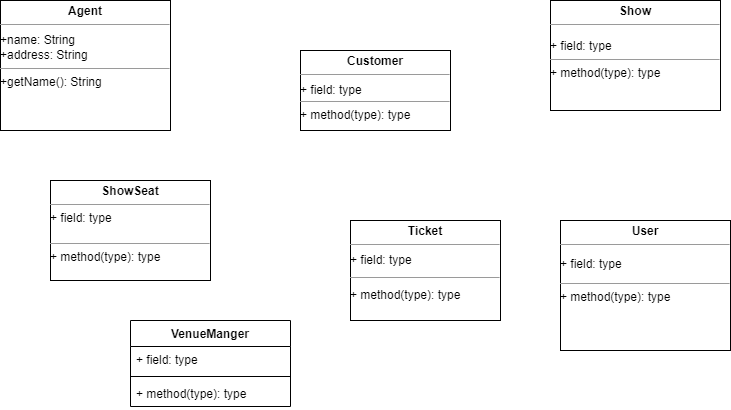 Agent
+name: String
+address: String
+getName(): String
Customer
+ field: type
+ method(type): type
Show
+ field: type
+ method(type): type
ShowSeat
+ field: type
+ method(type): type
Ticket
+ field: type
+ method(type): type
User
+ field: type
+ method(type): type
VenueManger
+ field: type
+ method(type): type